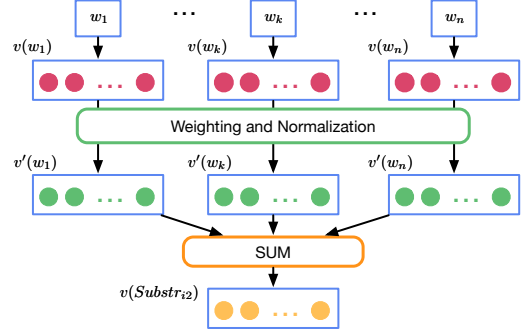 w₁ ... wₖ ... wₙ
v(w₁) v(wₖ) v(wₙ)
... ... ...
Weighting and Normalization
v'(w₁) v'(wₖ) v'(wₙ)
... ... ...
SUM
v(Substrᵢ₂)
...